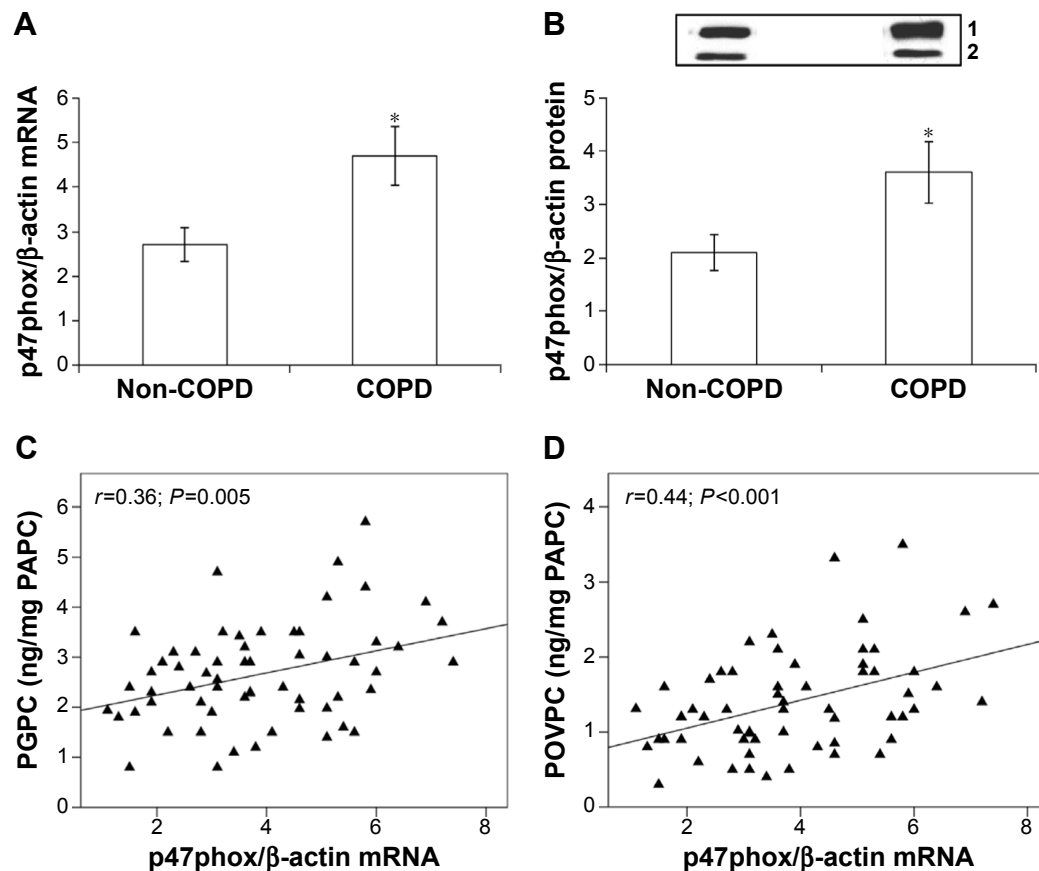 A
p47phox/β-actin mRNA
6
5
4
3
2
1
0
*
Non-COPD
COPD
B
1
2
p47phox/β-actin protein
5
4
3
2
1
0
*
Non-COPD
COPD
C
r=0.36; P=0.005
PGPC (ng/mg PAPC)
6
5
4
3
2
1
0
2
4
6
8
p47phox/β-actin mRNA
D
r=0.44; P<0.001
POVPC (ng/mg PAPC)
4
3
2
1
0
2
4
6
8
p47phox/β-actin mRNA